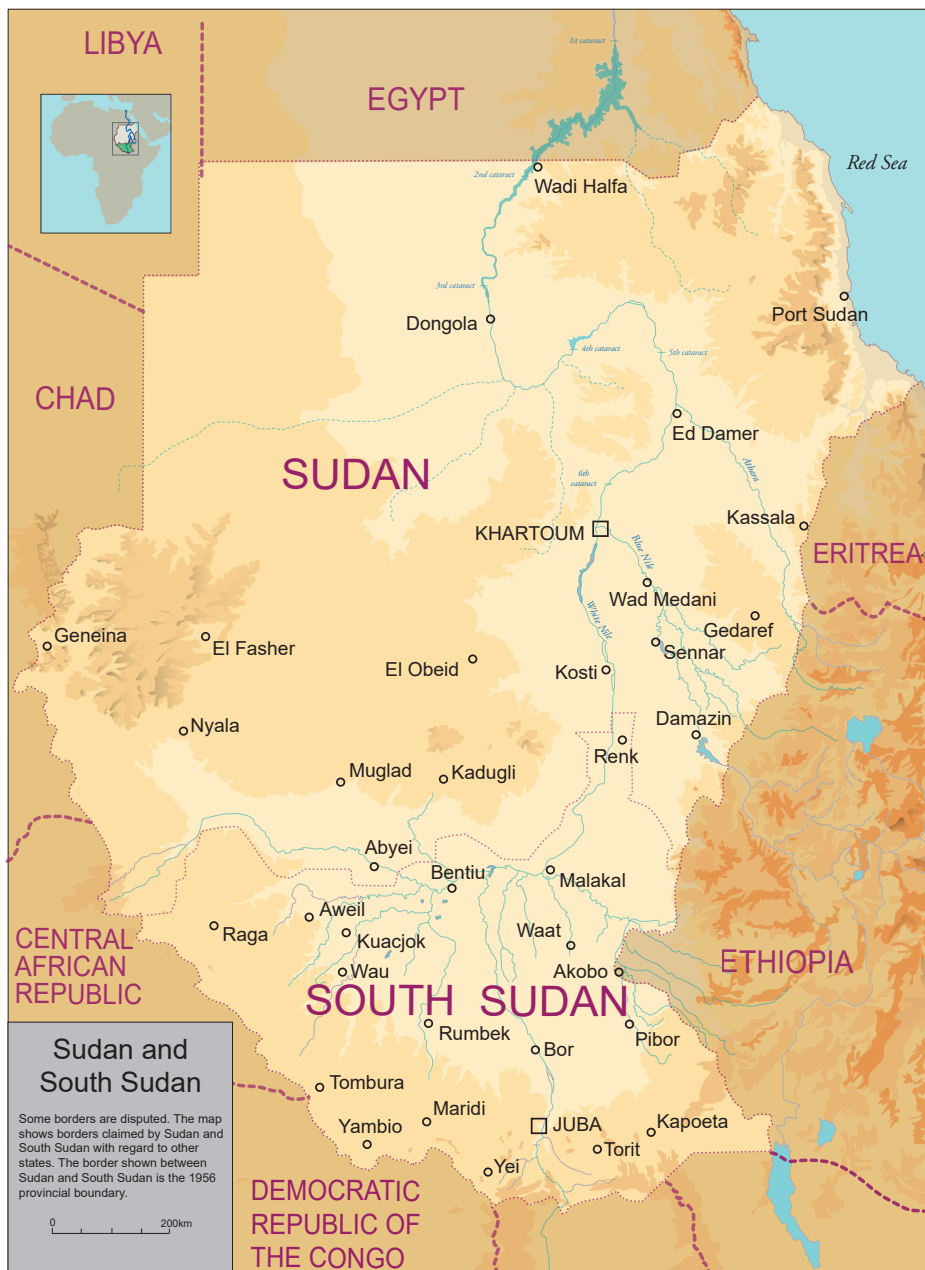 LIBYA
EGYPT
1st cataract
Red Sea
2nd cataract
Wadi Halfa
3rd cataract
Port Sudan
Dongola
4th cataract
5th cataract
CHAD
Ed Damer
SUDAN
Atbara
6th
cataract
Kassala
KHARTOUM
ERITREA
Blue Nile
Wad Medani
White Nile
Gedaref
Geneina
El Fasher
Sennar
El Obeid
Kosti
Damazin
Nyala
Renk
Muglad
Kadugli
Abyei
Bentiu
Malakal
Aweil
Raga
Kuacjok
Waat
CENTRAL
AFRICAN
REPUBLIC
Wau
Akobo
ETHIOPIA
SOUTH SUDAN
Rumbek
Pibor
Bor
Sudan and
South Sudan
Tombura
Maridi
Some borders are disputed. The map
shows borders claimed by Sudan and
South Sudan with regard to other
states. The border shown between
Sudan and South Sudan is the 1956
provincial boundary.
Yambio
JUBA
Kapoeta
Torit
Yei
0 200km
DEMOCRATIC
REPUBLIC OF
THE CONGO